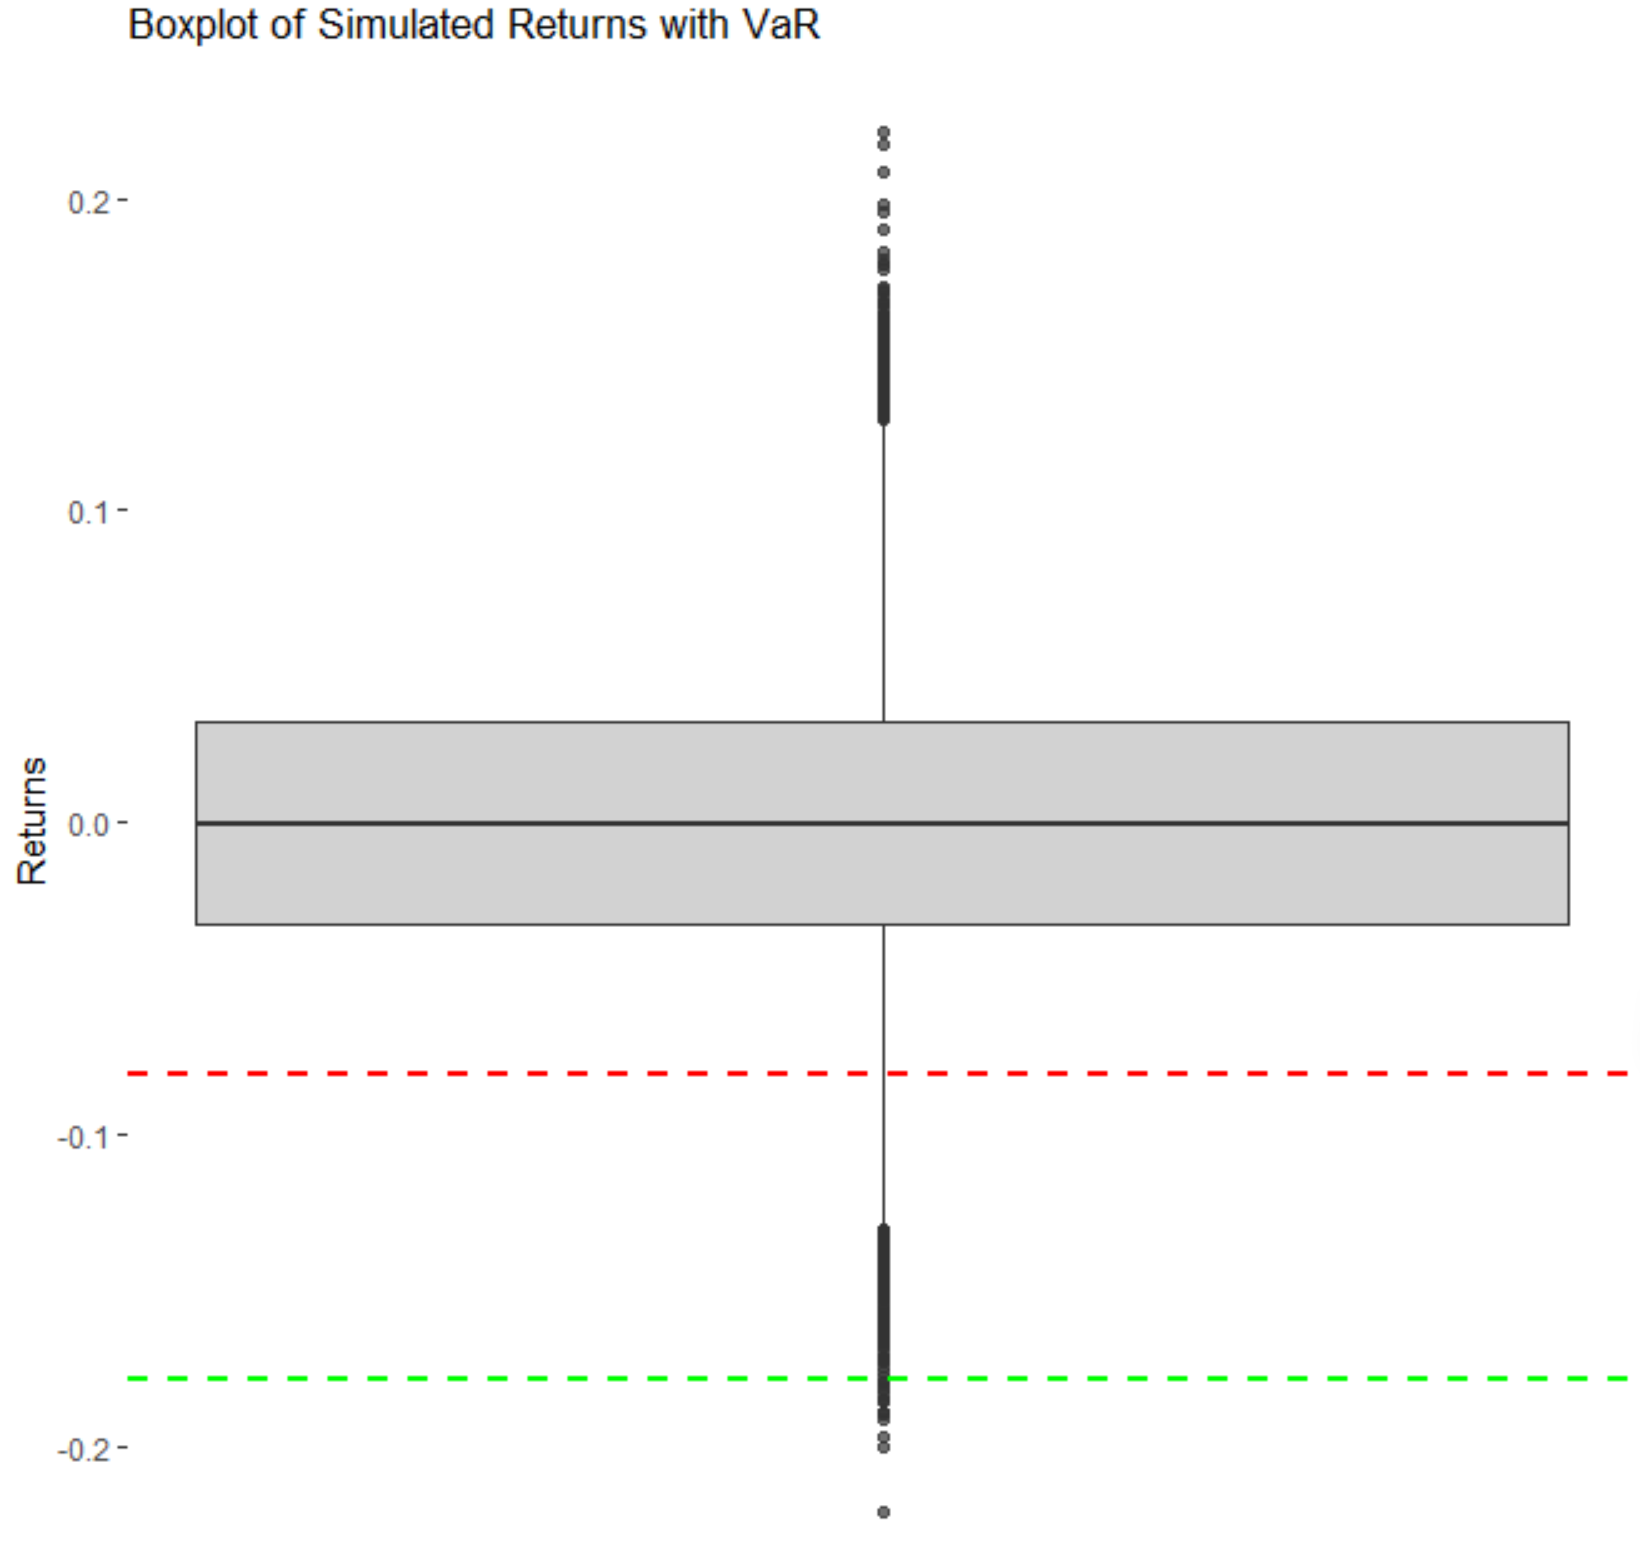 Boxplot of Simulated Returns with VaR
0.2
0.1
Returns
0.0
-0.1
-0.2